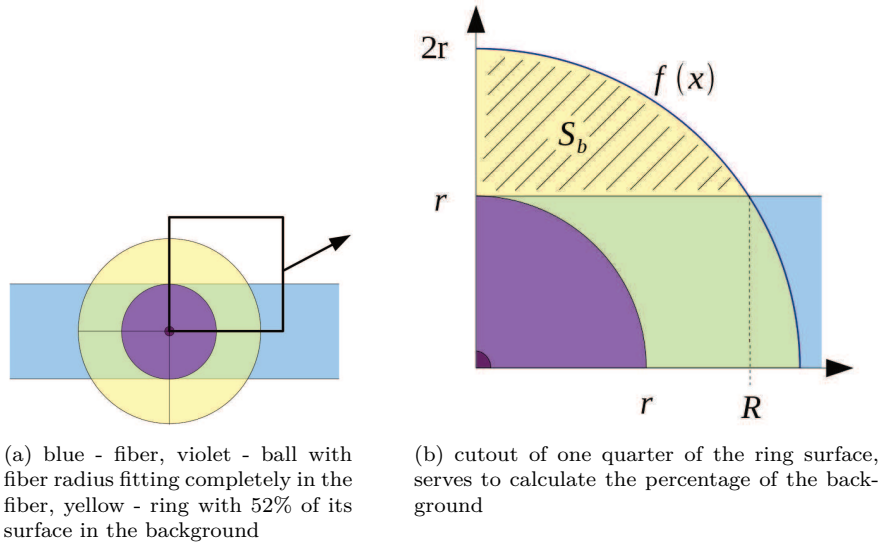 2r
f (x)
S_b
r
r
R
(a) blue - fiber, violet - ball with
fiber radius fitting completely in the
fiber, yellow - ring with 52% of its
surface in the background
(b) cutout of one quarter of the ring surface,
serves to calculate the percentage of the back-
ground